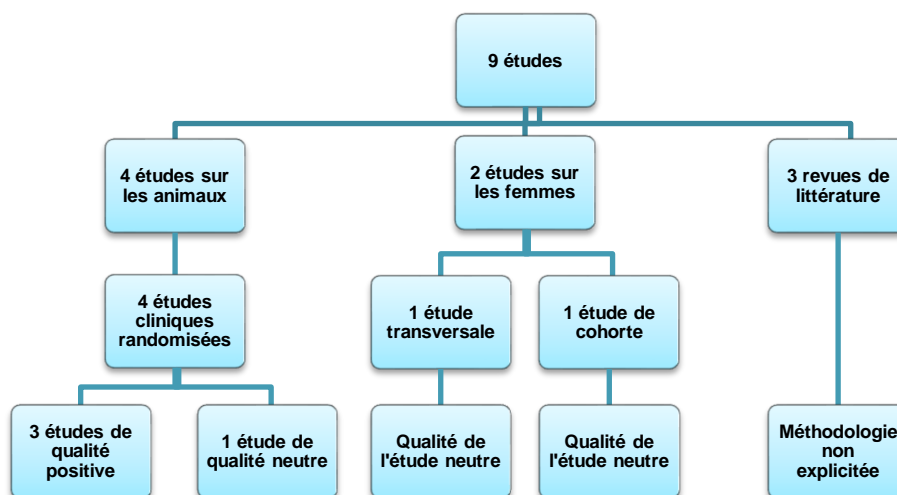 9 études
4 études sur
les animaux
2 études sur
les femmes
3 revues de
littérature
4 études
cliniques
randomisées
1 étude
transversale
1 étude de
cohorte
3 études de
qualité
positive
1 étude de
qualité neutre
Qualité de
l'étude neutre
Qualité de
l'étude neutre
Méthodologie
non
explicitée